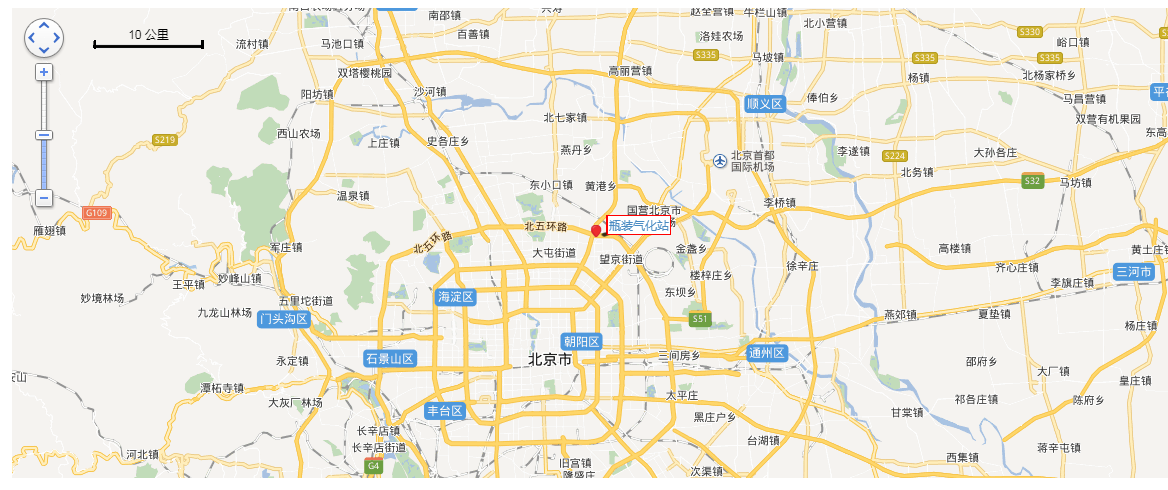 南邵镇
兴寿
赵全营镇
牛栏山镇
北小营镇
S330
峪口镇
10 公里
流村镇
马池口镇
百善镇
洛娃农场
S335
马坡镇
S335
S335
双塔樱桃园
高丽营镇
杨镇
北杨家桥乡
阳坊镇
沙河镇
顺义区
俸伯乡
马昌营镇
北七家镇
双营有机果园
S219
西山农场
上庄镇
史各庄乡
燕丹乡
北京首都
国际机场
李遂镇
S224
大孙各庄
北务镇
S32
马坊镇
温泉镇
东小口镇
黄港乡
李桥镇
国营北京市
瓶装气化站
北五环路
北五环路
雁翅镇
G109
军庄镇
大屯街道
望京街道
金盏乡
高楼镇
徐辛庄
齐心庄镇
三河市
楼梓庄乡
李旗庄镇
王平镇
妙峰山镇
妙境林场
五里坨街道
海淀区
东坝乡
九龙山林场
门头沟区
S51
燕郊镇
夏垫镇
杨庄镇
朝阳区
北京市
石景山区
三间房乡
通州区
永定镇
邵府乡
大厂镇
皇庄镇
潭柘寺镇
大灰厂林场
太平庄
祁各庄镇
陈府乡
丰台区
黑庄户乡
甘棠镇
长辛店镇
长辛店街道
台湖镇
蒋辛屯镇
河北镇
G4
旧宫镇
次渠镇
西集镇